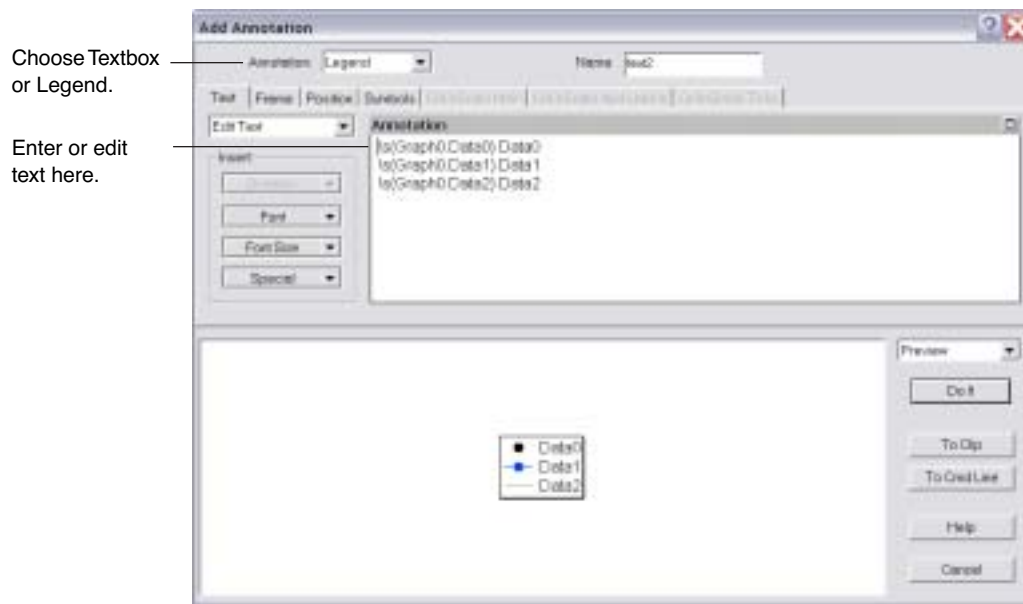 Add Annotation
Choose Textbox
or Legend.
Annotation Legend
Name text2
Text Frame Position Symbols
Edit Text
Annotation
Enter or edit
text here.
Insert
\s(Graph0.Data0) Data0
\s(Graph0.Data1) Data1
\s(Graph0.Data2) Data2
Font
Font Size
Special
Preview
Do It
Data0
Data1
Data2
To Clip
To Cmd Line
Help
Cancel